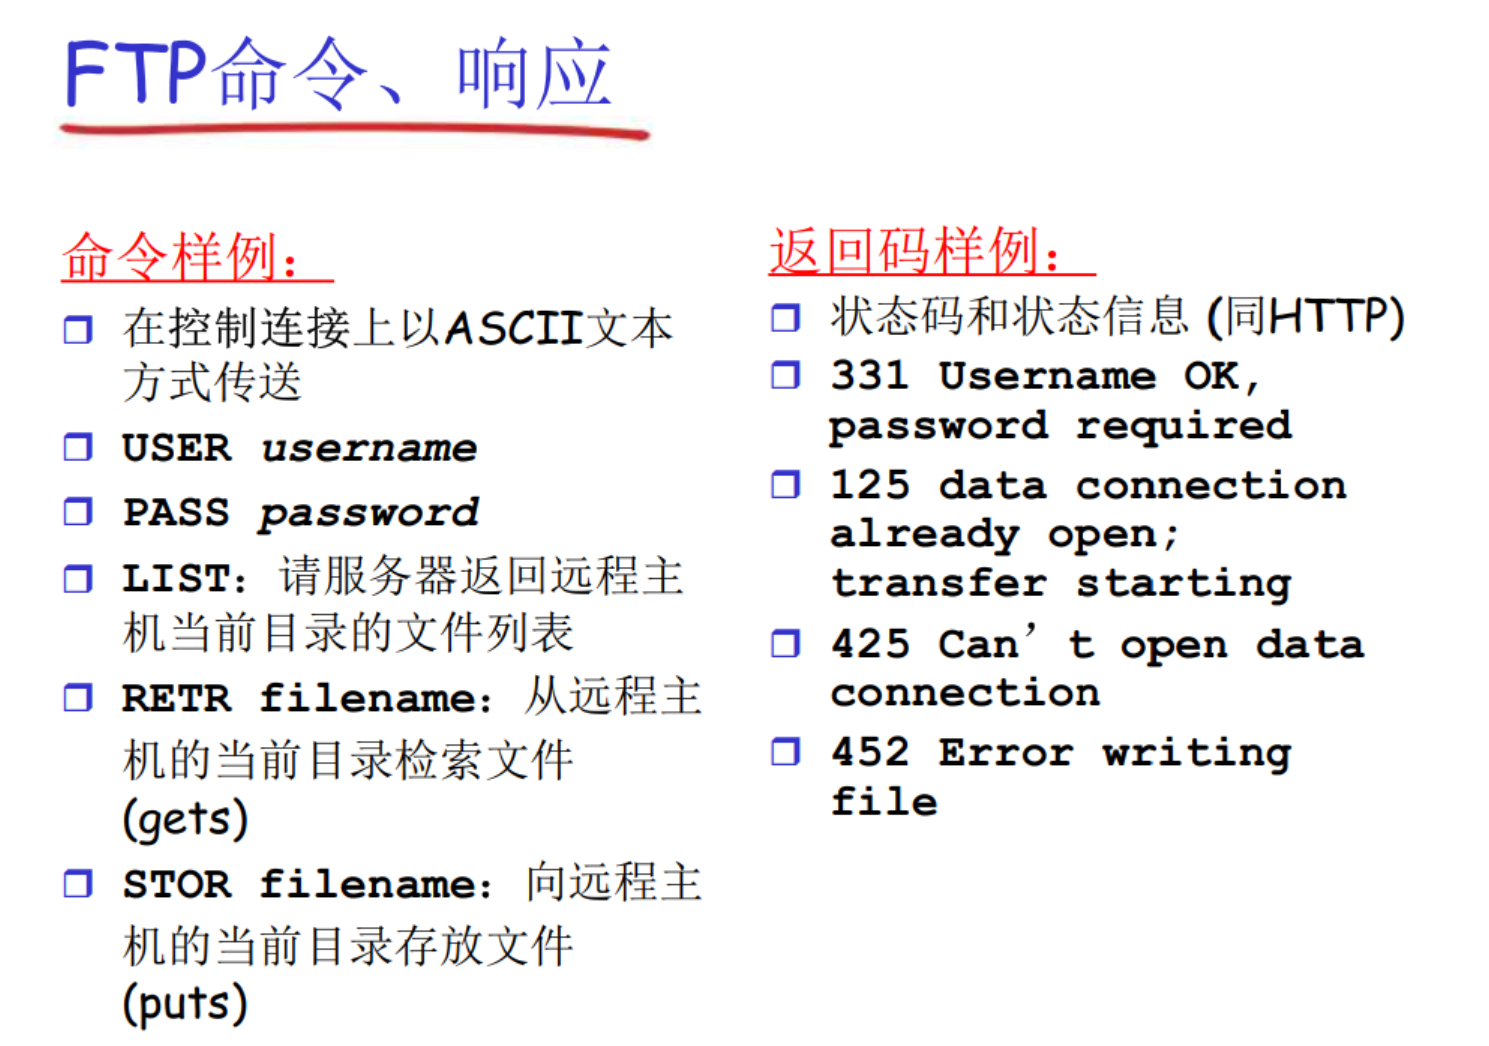 FTP命令、响应
命令样例：
在控制连接上以ASCII文本
方式传送
USER username
PASS password
LIST：请服务器返回远程主
机当前目录的文件列表
RETR filename：从远程主
机的当前目录检索文件
(gets)
STOR filename：向远程主
机的当前目录存放文件
(puts)
返回码样例：
状态码和状态信息 (同HTTP)
331 Username OK,
password required
125 data connection
already open;
transfer starting
425 Can’t open data
connection
452 Error writing
file